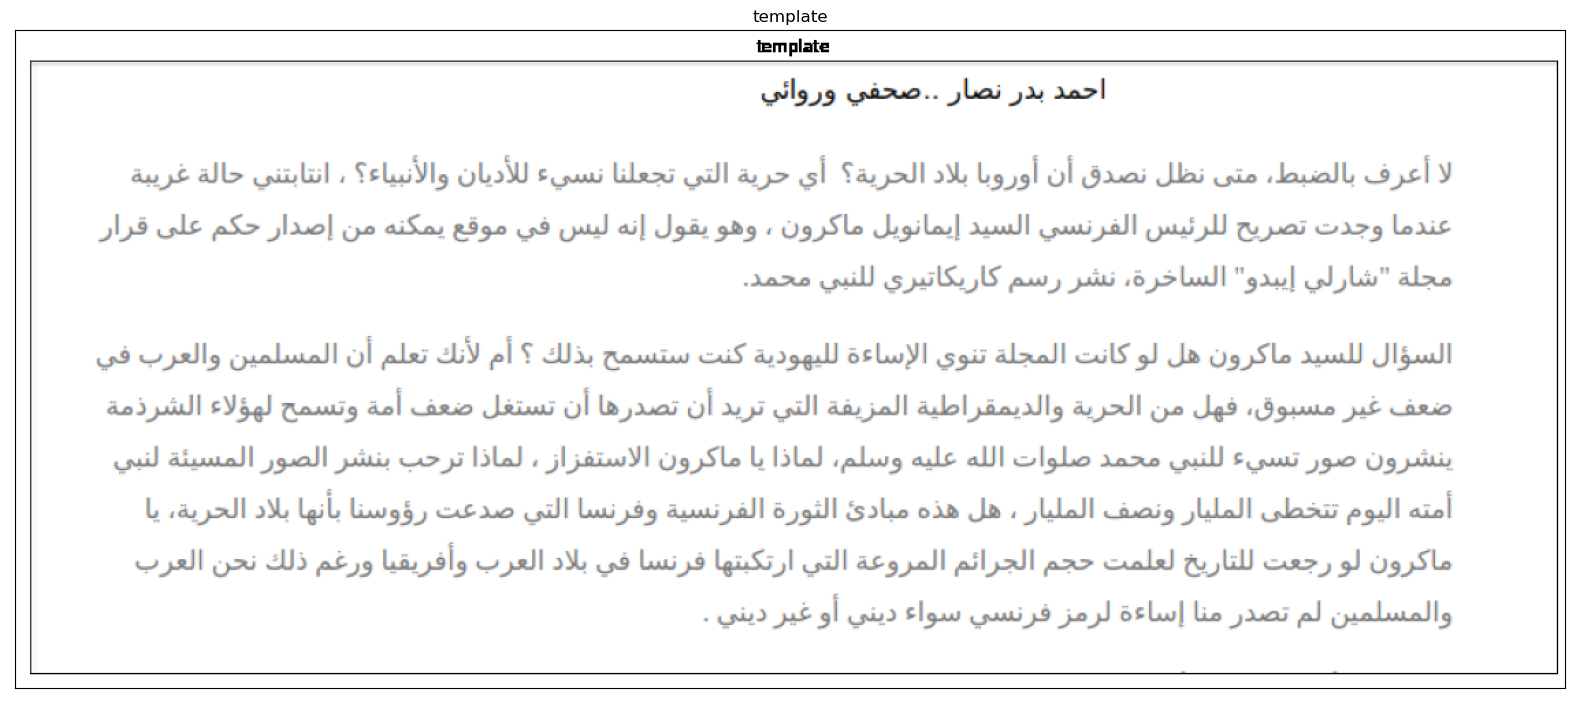 template
template
احمد بدر نصار ..صحفي وروائي
لا أعرف بالضبط، متى نظل نصدق أن أوروبا بلاد الحرية؟ أي حرية التي تجعلنا نسيء للأديان والأنبياء؟ ، انتابتني حالة غريبة
عندما وجدت تصريح للرئيس الفرنسي السيد إيمانويل ماكرون ، وهو يقول إنه ليس في موقع يمكنه من إصدار حكم على قرار
مجلة "شارلي إيبدو" الساخرة، نشر رسم كاريكاتيري للنبي محمد.
السؤال للسيد ماكرون هل لو كانت المجلة تنوي الإساءة لليهودية كنت ستسمح بذلك ؟ أم لأنك تعلم أن المسلمين والعرب في
ضعف غير مسبوق، فهل من الحرية والديمقراطية المزيفة التي تريد أن تصدرها أن تستغل ضعف أمة وتسمح لهؤلاء الشرذمة
ينشرون صور تسيء للنبي محمد صلوات الله عليه وسلم، لماذا يا ماكرون الاستفزاز ، لماذا ترحب بنشر الصور المسيئة لنبي
أمته اليوم تتخطى المليار ونصف المليار ، هل هذه مبادئ الثورة الفرنسية وفرنسا التي صدعت رؤوسنا بأنها بلاد الحرية، يا
ماكرون لو رجعت للتاريخ لعلمت حجم الجرائم المروعة التي ارتكبتها فرنسا في بلاد العرب وأفريقيا ورغم ذلك نحن العرب
والمسلمين لم تصدر منا إساءة لرمز فرنسي سواء ديني أو غير ديني .